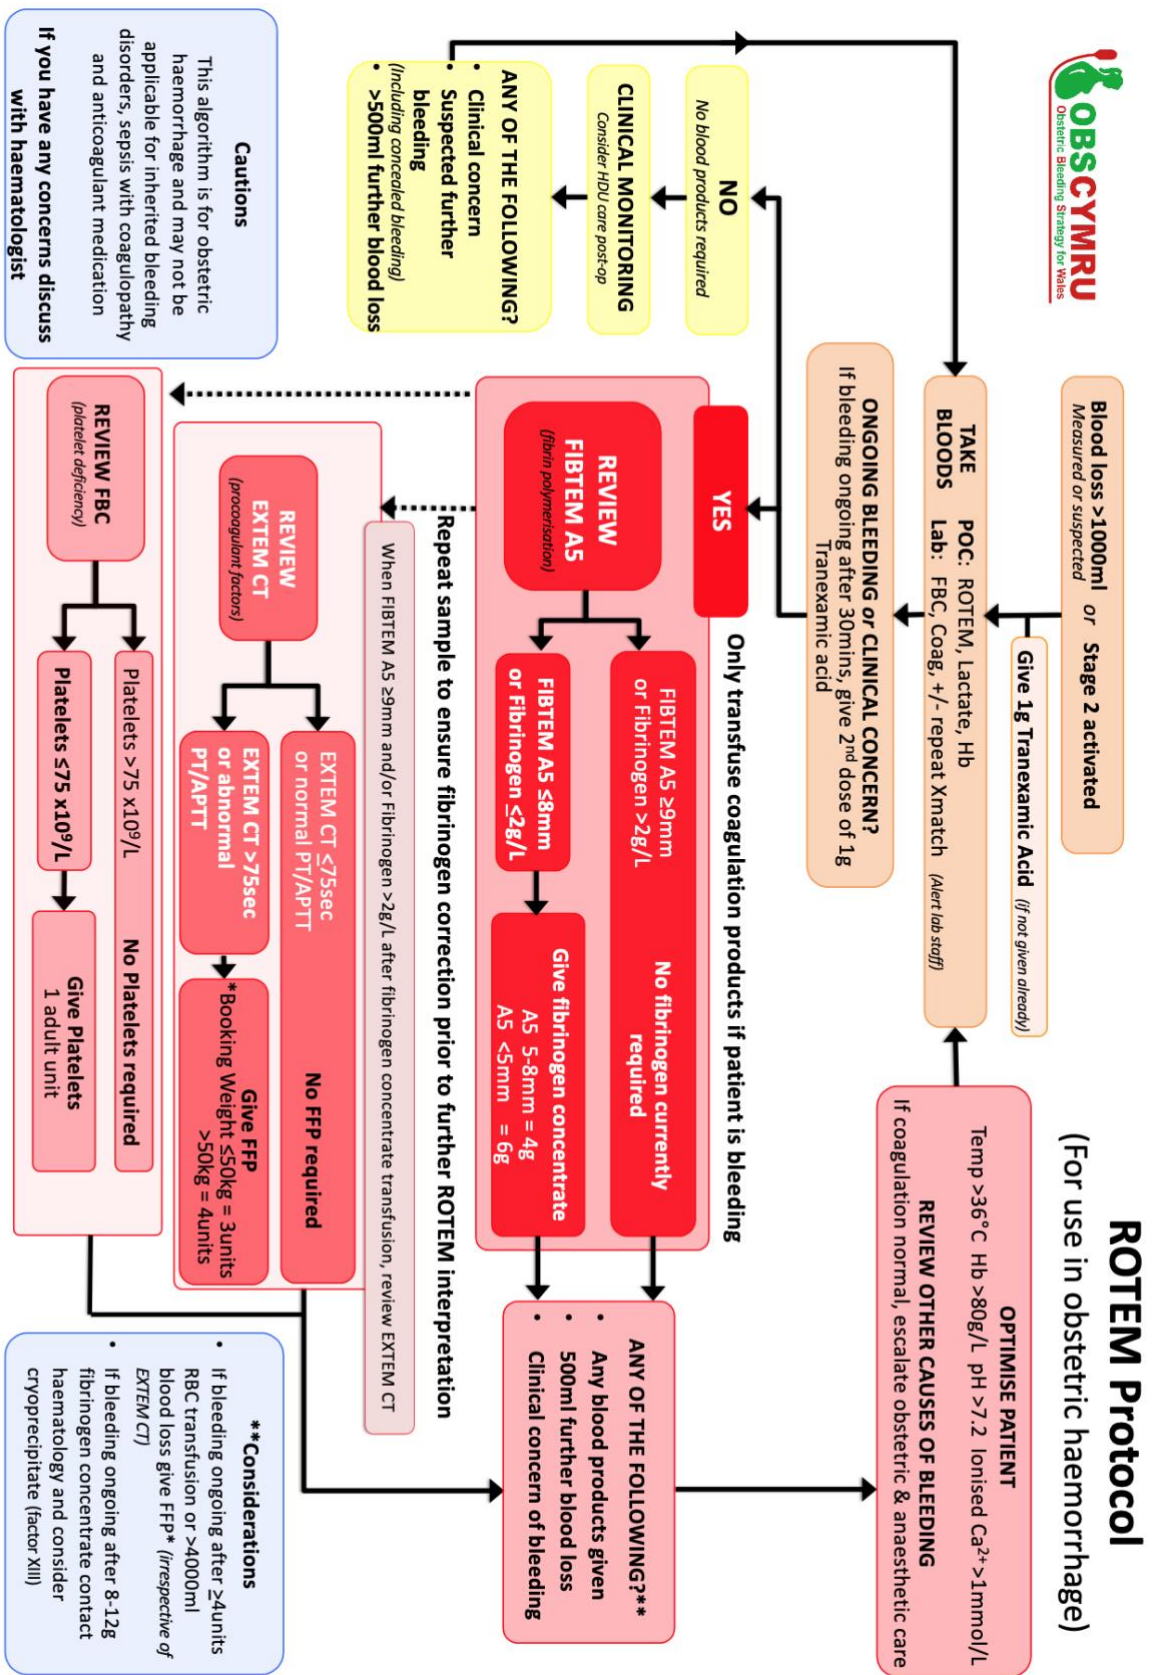 OBSCYMRU
Obstetric Bleeding Strategy for Wales
ROTEM Protocol
(For use in obstetric haemorrhage)
Blood loss >1000ml or Stage 2 activated
Measured or suspected
Give 1g Tranexamic Acid (if not given already)
TAKE BLOODS
POC: ROTEM, Lactate, Hb
Lab: FBC, Coag, +/- repeat Xmatch (Alert lab staff)
ONGOING BLEEDING or CLINICAL CONCERN?
If bleeding ongoing after 30mins, give 2nd dose of 1g
Tranexamic acid
OPTIMISE PATIENT
Temp >36°C Hb >80g/L pH >7.2 Ionised Ca2+ >1mmol/L
REVIEW OTHER CAUSES OF BLEEDING
If coagulation normal, escalate obstetric & anaesthetic care
NO
No blood products required
CLINICAL MONITORING
Consider HDU care post-op
ANY OF THE FOLLOWING?
• Clinical concern
• Suspected further
bleeding
(Including concealed bleeding)
• >500ml further blood loss
YES
Only transfuse coagulation products if patient is bleeding
REVIEW
FIBTEM A5
(fibrin polymerisation)
FIBTEM A5 ≥9mm
or Fibrinogen >2g/L
No fibrinogen currently
required
FIBTEM A5 ≤8mm
or Fibrinogen ≤2g/L
Give fibrinogen concentrate
A5 5-8mm = 4g
A5 <5mm = 6g
ANY OF THE FOLLOWING?**
• Any blood products given
• 500ml further blood loss
• Clinical concern of bleeding
Repeat sample to ensure fibrinogen correction prior to further ROTEM interpretation
When FIBTEM A5 ≥9mm and/or Fibrinogen >2g/L after fibrinogen concentrate transfusion, review EXTEM CT
REVIEW
EXTEM CT
(procoagulant factors)
EXTEM CT ≤75sec
or normal PT/APTT
No FFP required
EXTEM CT >75sec
or abnormal
PT/APTT
Give FFP
*Booking Weight ≤50kg = 3units
>50kg = 4units
REVIEW FBC
(platelet deficiency)
Platelets >75 x10⁹/L
No Platelets required
Platelets ≤75 x10⁹/L
Give Platelets
1 adult unit
Cautions
This algorithm is for obstetric
haemorrhage and may not be
applicable for inherited bleeding
disorders, sepsis with coagulopathy
and anticoagulant medication
If you have any concerns discuss
with haematologist
**Considerations
• If bleeding ongoing after ≥4units
RBC transfusion or >4000ml
blood loss give FFP* (irrespective of
EXTEM CT)
• If bleeding ongoing after 8-12g
fibrinogen concentrate contact
haematology and consider
cryoprecipitate (factor XIII)